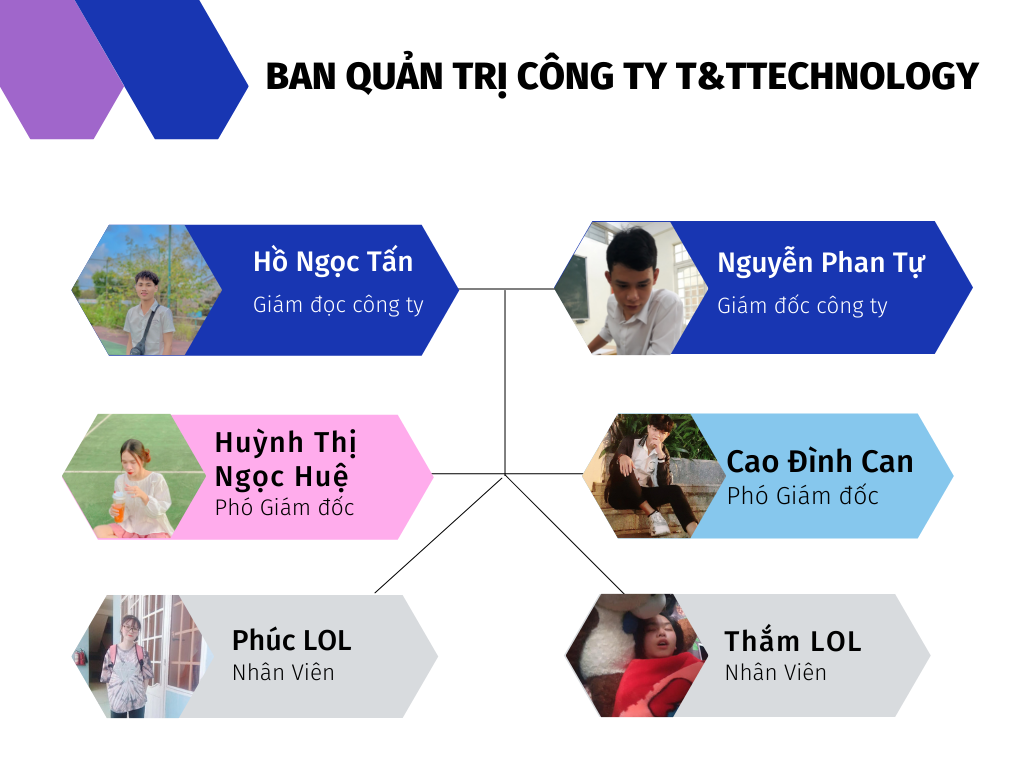 BAN QUẢN TRỊ CÔNG TY T&TTECHNOLOGY
Hồ Ngọc Tấn
Giám đọc công ty
Nguyễn Phan Tự
Giám đốc công ty
Huỳnh Thị
Ngọc Huệ
Phó Giám đốc
Cao Đình Can
Phó Giám đốc
Phúc LOL
Nhân Viên
Thắm LOL
Nhân Viên